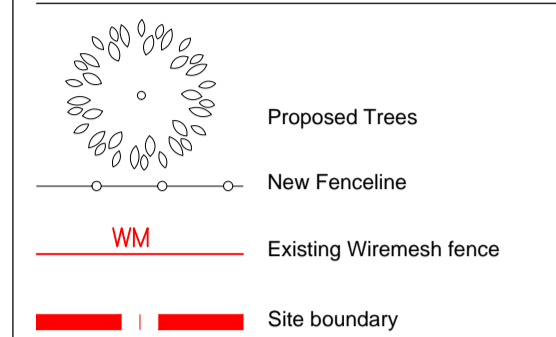 Proposed Trees
New Fenceline
WM
Existing Wiremesh fence
Site boundary